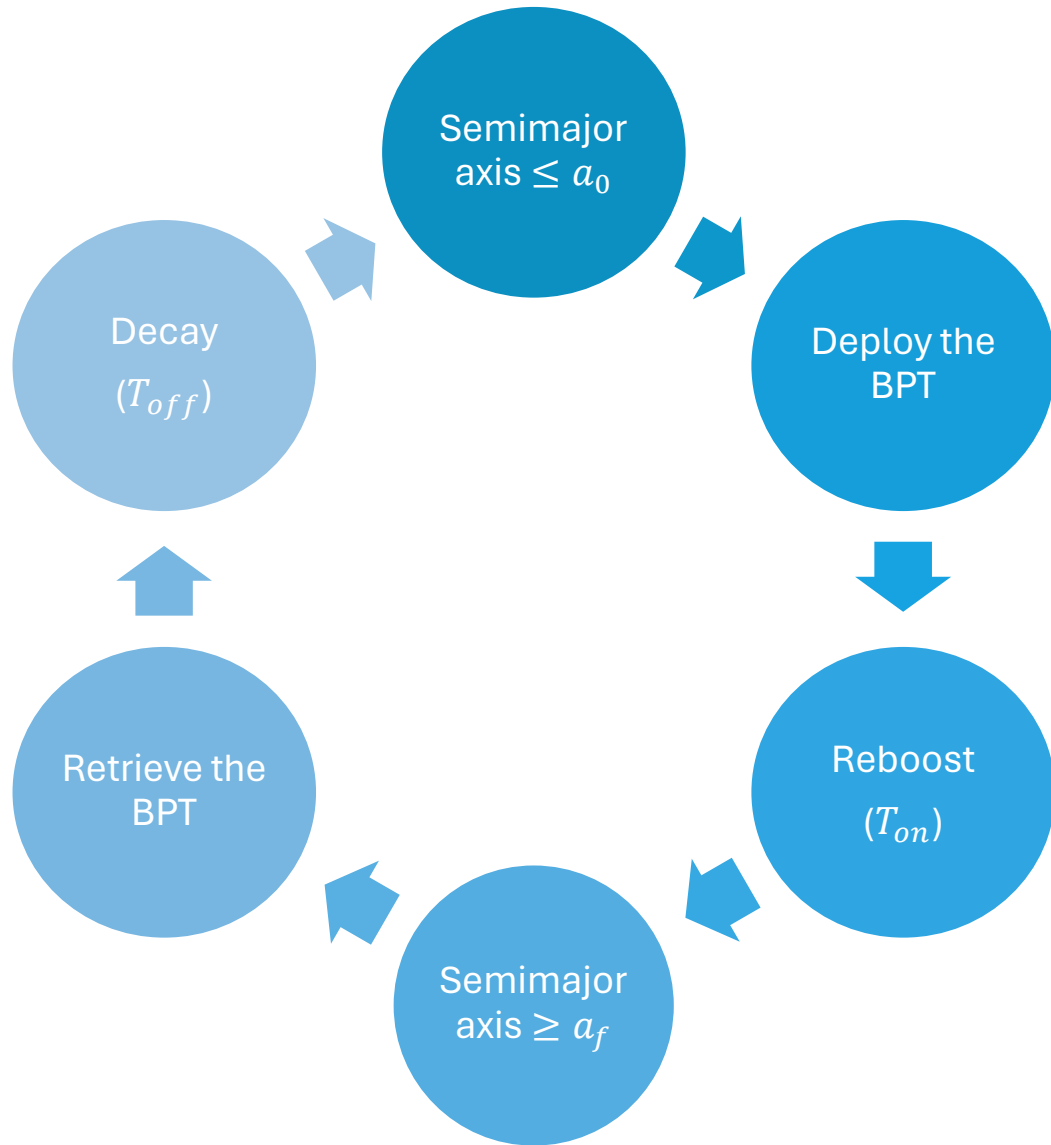 Semimajor
axis ≤ a₀
Deploy the
BPT
Reboost
(Tₒₙ)
Semimajor
axis ≥ a_f
Retrieve the
BPT
Decay
(T_off)